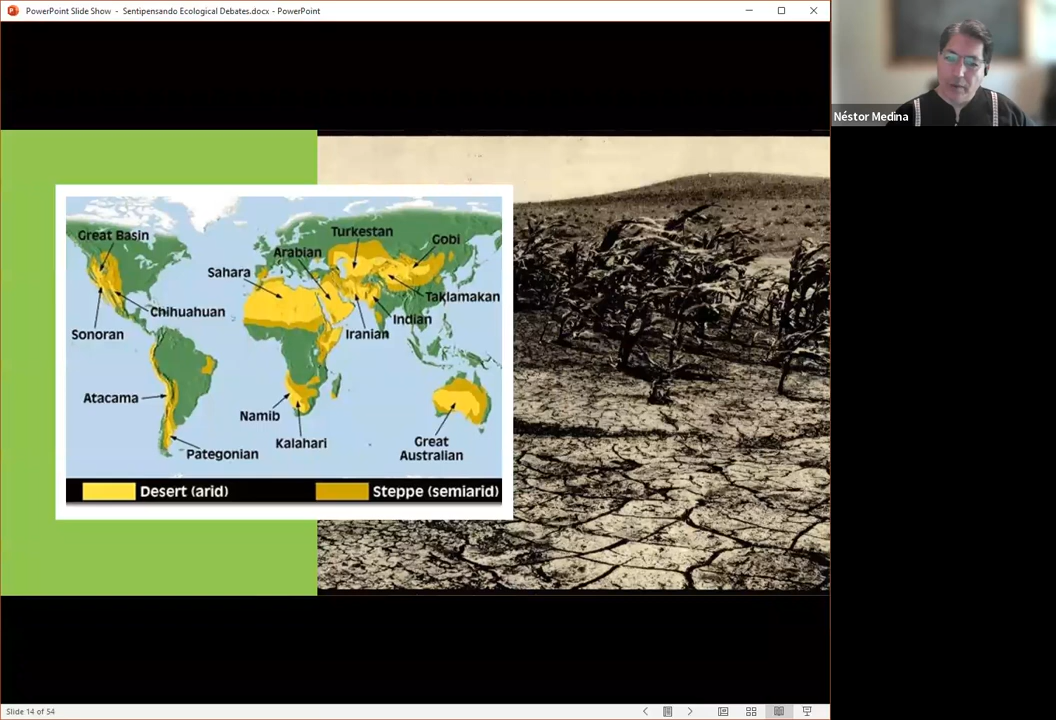 PowerPoint Slide Show - Sentipensando Ecological Debates.docx - PowerPoint
Néstor Medina
Great Basin
Turkestan
Gobi
Arabian
Sahara
Taklamakan
Chihuahuan
Indian
Sonoran
Iranian
Atacama
Namib
Kalahari
Great
Australian
Pategonian
Desert (arid)
Steppe (semiarid)
Slide 14 of 54